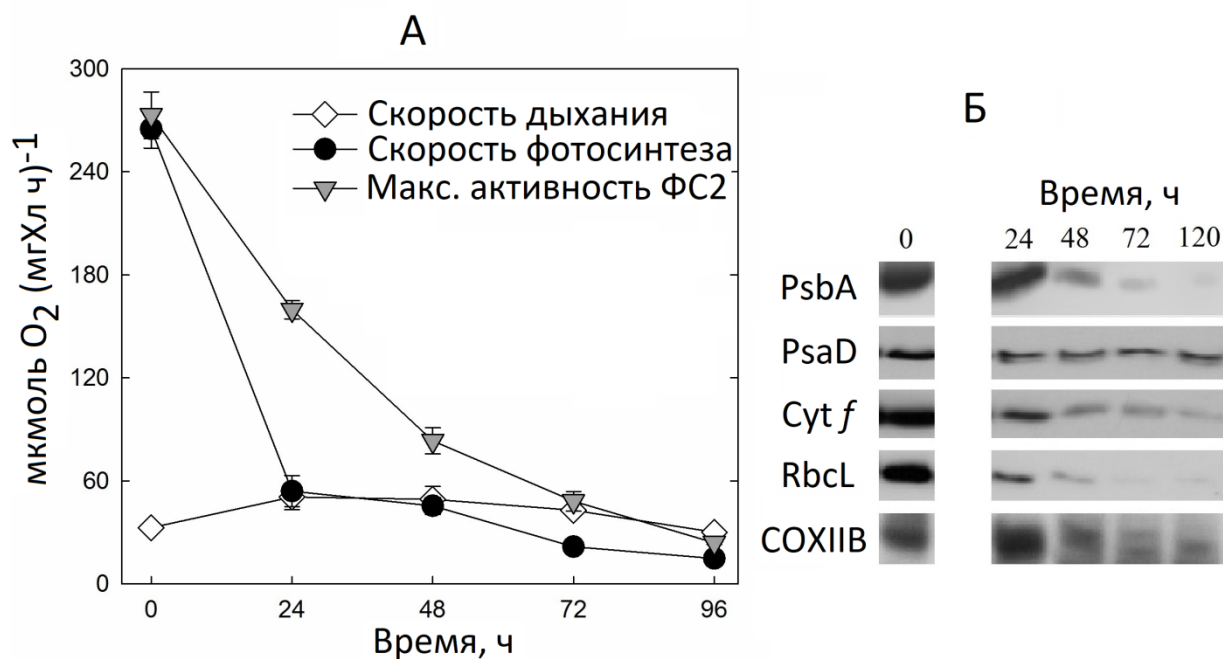 А
300
240
180
120
60
0
мкмоль O2 (мгХл ч)-1
Скорость дыхания
Скорость фотосинтеза
Макс. активность ФС2
0 24 48 72 96
Время, ч
Б
Время, ч
0 24 48 72 120
PsbA
PsaD
Cyt f
RbcL
COXIIB